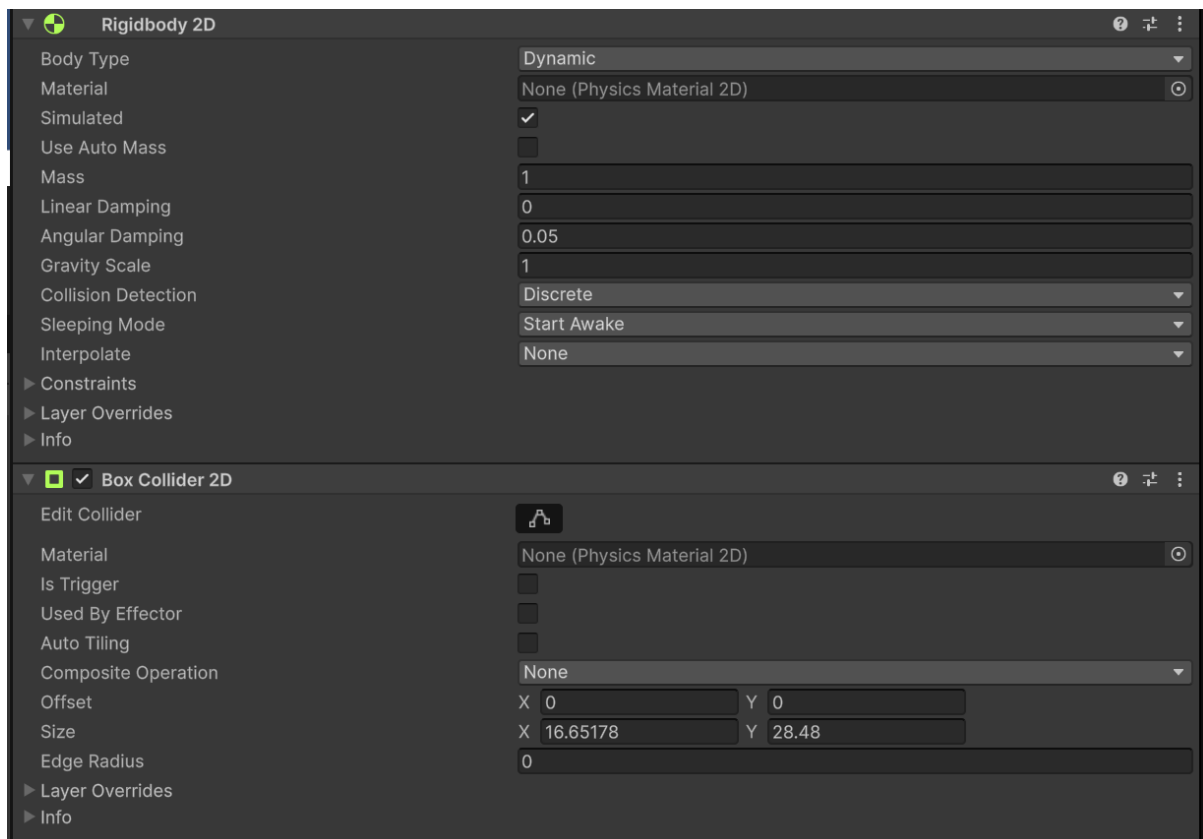 Rigidbody 2D
Body Type Dynamic
Material None (Physics Material 2D)
Simulated
Use Auto Mass
Mass 1
Linear Damping 0
Angular Damping 0.05
Gravity Scale 1
Collision Detection Discrete
Sleeping Mode Start Awake
Interpolate None
Constraints
Layer Overrides
Info
Box Collider 2D
Edit Collider
Material None (Physics Material 2D)
Is Trigger
Used By Effector
Auto Tiling
Composite Operation None
Offset X 0 Y 0
Size X 16.65178 Y 28.48
Edge Radius 0
Layer Overrides
Info